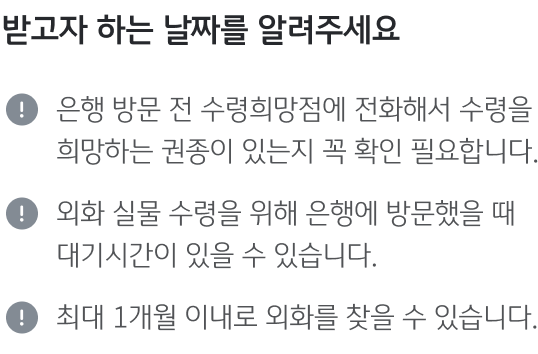 받고자 하는 날짜를 알려주세요
은행 방문 전 수령희망점에 전화해서 수령을
희망하는 권종이 있는지 꼭 확인 필요합니다.
외화 실물 수령을 위해 은행에 방문했을 때
대기시간이 있을 수 있습니다.
최대 1개월 이내로 외화를 찾을 수 있습니다.